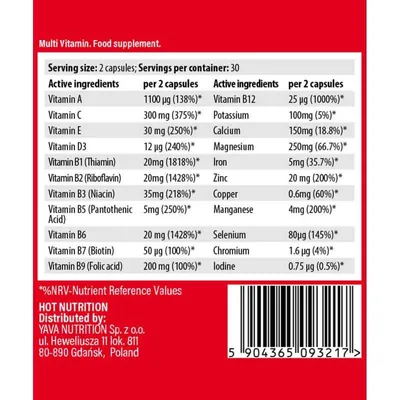 Multi Vitamin. Food supplement.
Serving size: 2 capsules; Servings per container: 30
Active ingredients per 2 capsules Active ingredients per 2 capsules
Vitamin A 1100 µg (138%)* Vitamin B12 25 µg (1000%)*
Vitamin C 300 mg (375%)* Potassium 100mg (5%)*
Vitamin E 30 mg (250%)* Calcium 150mg (18.8%)*
Vitamin D3 12 µg (240%)* Magnesium 250mg (66.7%)*
Vitamin B1 (Thiamin) 20mg (1818%)* Iron 5mg (35.7%)*
Vitamin B2 (Riboflavin) 20mg (1428%)* Zinc 20 mg (200%)*
Vitamin B3 (Niacin) 35mg (218%)* Copper 0.6mg (60%)*
Vitamin B5 (Pantothenic
Acid) 5mg (250%)* Manganese 4mg (200%)*
Vitamin B6 20 mg (1428%)* Selenium 80µg (145%)*
Vitamin B7 (Biotin) 50 µg (100%)* Chromium 1.6 µg (4%)*
Vitamin B9 (Folic acid) 200 mg (100%)* Iodine 0.75 µg (0.5%)*
*%NRV-Nutrient Reference Values
HOT NUTRITION
Distributed by:
YAVA NUTRITION Sp. z o.o.
ul. Heweliusza 11 lok. 811
80-890 Gdańsk, Poland
5 904365 093217 >